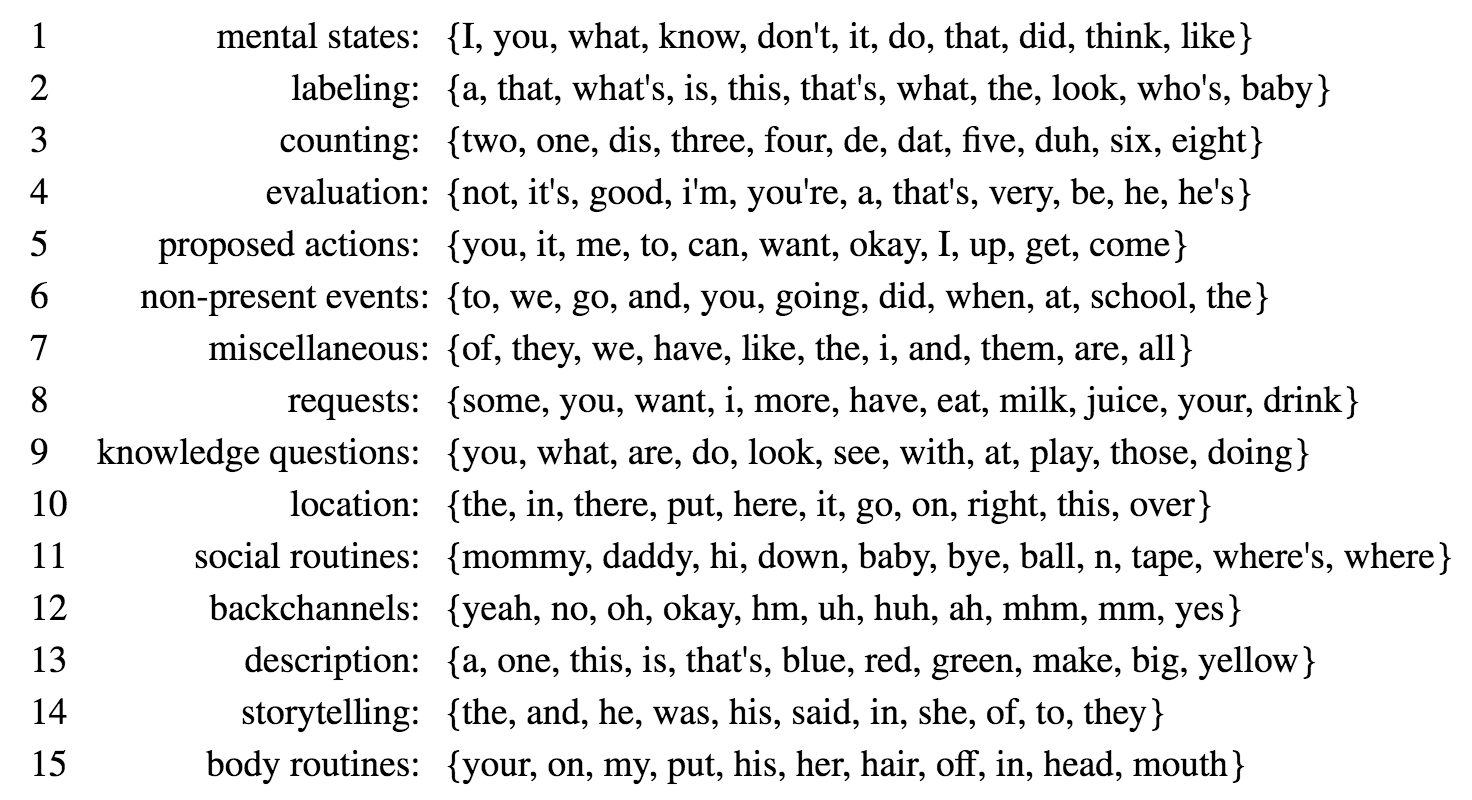 1 mental states: {I, you, what, know, don't, it, do, that, did, think, like}
2 labeling: {a, that, what's, is, this, that's, what, the, look, who's, baby}
3 counting: {two, one, dis, three, four, de, dat, five, duh, six, eight}
4 evaluation: {not, it's, good, i'm, you're, a, that's, very, be, he, he's}
5 proposed actions: {you, it, me, to, can, want, okay, I, up, get, come}
6 non-present events: {to, we, go, and, you, going, did, when, at, school, the}
7 miscellaneous: {of, they, we, have, like, the, i, and, them, are, all}
8 requests: {some, you, want, i, more, have, eat, milk, juice, your, drink}
9 knowledge questions: {you, what, are, do, look, see, with, at, play, those, doing}
10 location: {the, in, there, put, here, it, go, on, right, this, over}
11 social routines: {mommy, daddy, hi, down, baby, bye, ball, n, tape, where's, where}
12 backchannels: {yeah, no, oh, okay, hm, uh, huh, ah, mhm, mm, yes}
13 description: {a, one, this, is, that's, blue, red, green, make, big, yellow}
14 storytelling: {the, and, he, was, his, said, in, she, of, to, they}
15 body routines: {your, on, my, put, his, her, hair, off, in, head, mouth}